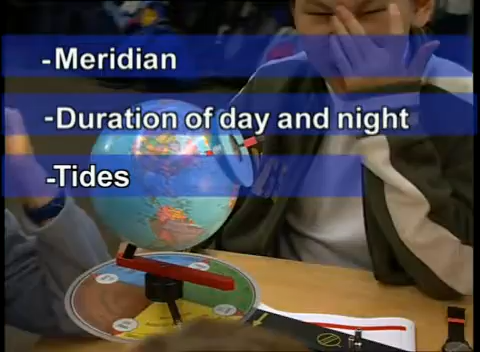 -Meridian
-Duration of day and night
-Tides